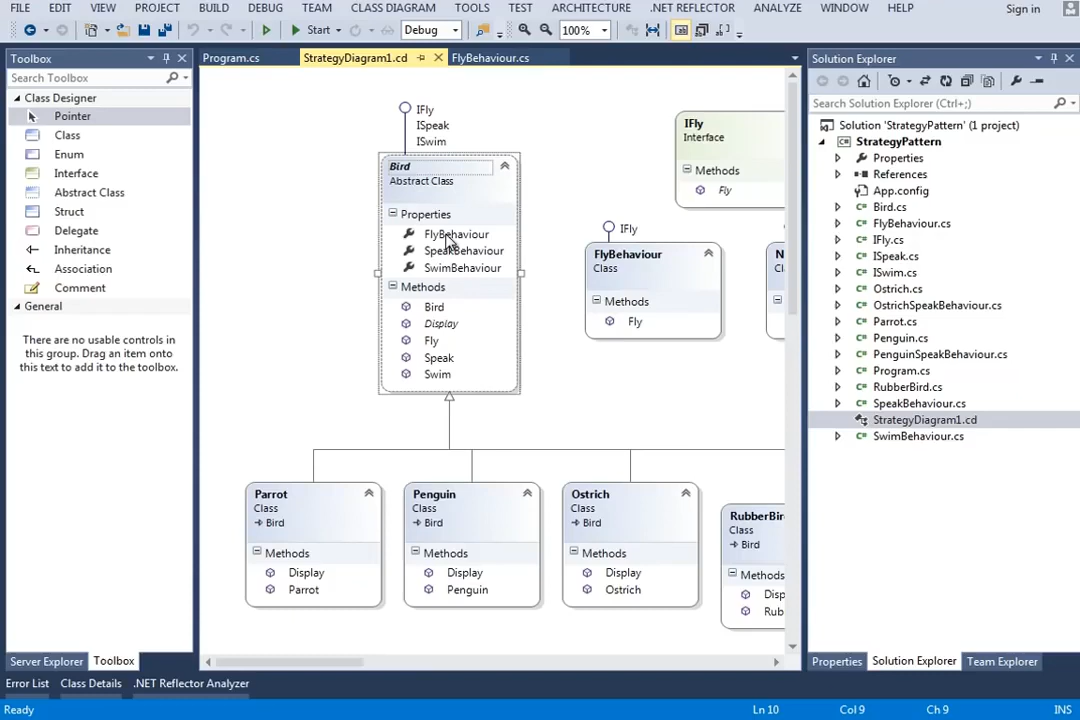 FILE EDIT VIEW PROJECT BUILD DEBUG TEAM CLASS DIAGRAM TOOLS TEST ARCHITECTURE .NET REFLECTOR ANALYZE WINDOW HELP Sign in
Start Debug 100%
Toolbox
Search Toolbox
Class Designer
Pointer
Class
Enum
Interface
Abstract Class
Struct
Delegate
Inheritance
Association
Comment
General
There are no usable controls in
this group. Drag an item onto
this text to add it to the toolbox.
Server Explorer Toolbox
Program.cs StrategyDiagram1.cd FlyBehaviour.cs
IFly
ISpeak
ISwim
Bird
Abstract Class
Properties
FlyBehaviour
SpeakBehaviour
SwimBehaviour
Methods
Bird
Display
Fly
Speak
Swim
IFly
Interface
Methods
Fly
IFly
FlyBehaviour
Class
Methods
Fly
N
Cla
Parrot
Class
Bird
Methods
Display
Parrot
Penguin
Class
Bird
Methods
Display
Penguin
Ostrich
Class
Bird
Methods
Display
Ostrich
RubberBir
Class
Bird
Methods
Disp
Rub
Solution Explorer
Search Solution Explorer (Ctrl+;)
Solution 'StrategyPattern' (1 project)
StrategyPattern
Properties
References
App.config
Bird.cs
FlyBehaviour.cs
IFly.cs
ISpeak.cs
ISwim.cs
Ostrich.cs
OstrichSpeakBehaviour.cs
Parrot.cs
Penguin.cs
PenguinSpeakBehaviour.cs
Program.cs
RubberBird.cs
SpeakBehaviour.cs
StrategyDiagram1.cd
SwimBehaviour.cs
Properties Solution Explorer Team Explorer
Error List Class Details .NET Reflector Analyzer
Ready Ln 10 Col 9 Ch 9 INS